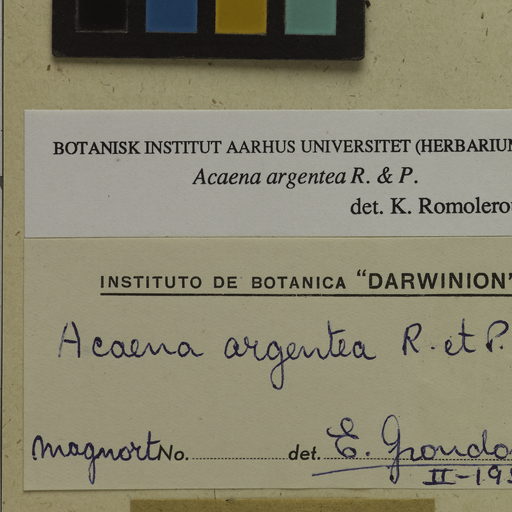 BOTANISK INSTITUT AARHUS UNIVERSITET (HERBARIUM
Acaena argentea R. & P.
det. K. Romolerou
INSTITUTO DE BOTANICA "DARWINION"
Acaena argentea R. et P.
No. det. E. Grondo
II-19